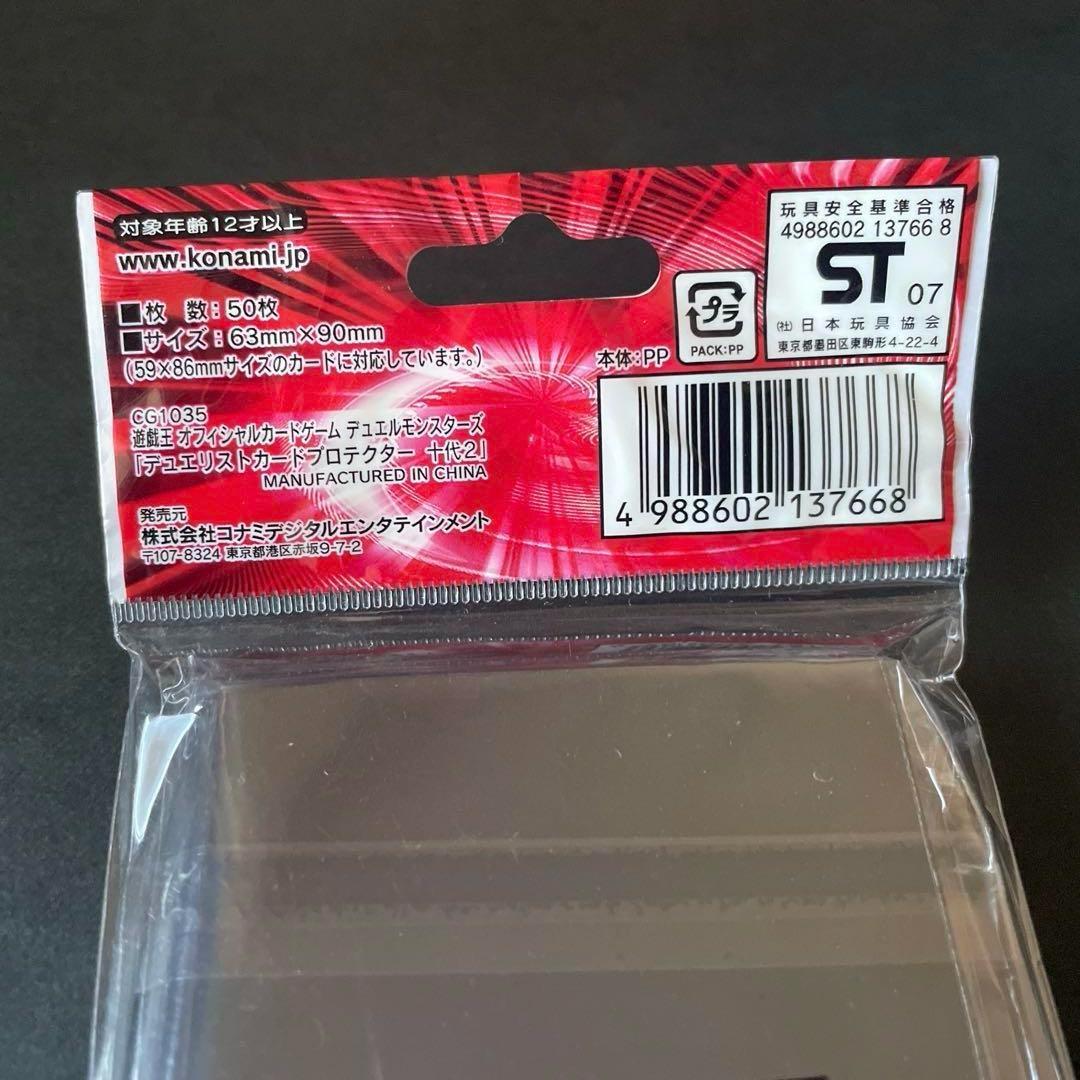 対象年齢12才以上
www.konami.jp
■枚 数:50枚
■サイズ:63mm×90mm
(59×86mmサイズのカードに対応しています。)
CG1035
遊戯王 オフィシャルカードゲーム デュエルモンスターズ
「デュエリストカードプロテクター 十代2」
MANUFACTURED IN CHINA
発売元
株式会社コナミデジタルエンタテインメント
〒107-8324 東京都港区赤坂9-7-2
プラ
PACK:PP
本体:PP
玩具安全基準合格
4988602 13766 8
ST 07
(社)日本玩具協会
東京都墨田区東駒形4-22-4
4 988602 137668